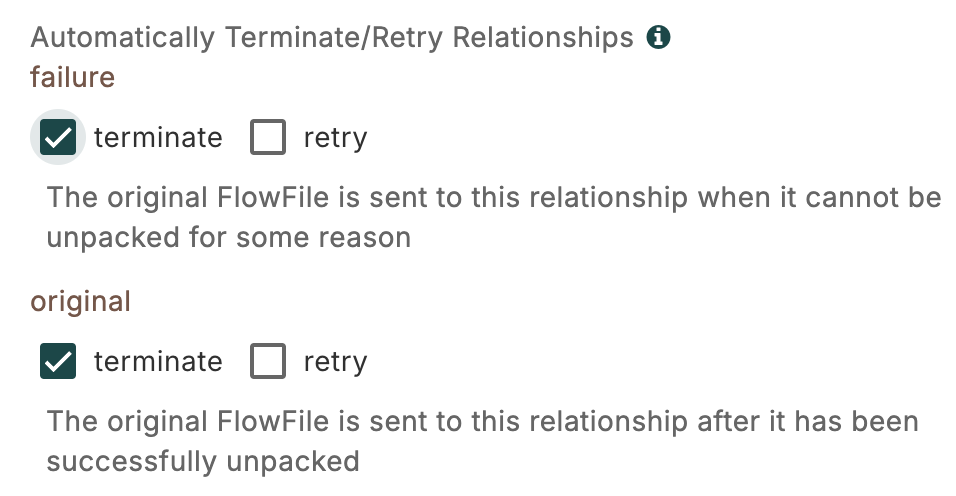 Automatically Terminate/Retry Relationships
failure
terminate retry
The original FlowFile is sent to this relationship when it cannot be
unpacked for some reason
original
terminate retry
The original FlowFile is sent to this relationship after it has been
successfully unpacked